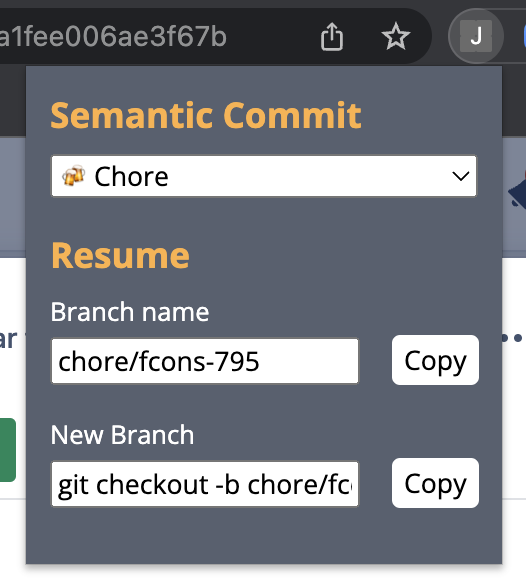 a1fee006ae3f67b
J
Semantic Commit
🍻 Chore
Resume
Branch name
ar
chore/fcons-795
Copy
New Branch
git checkout -b chore/fc
Copy